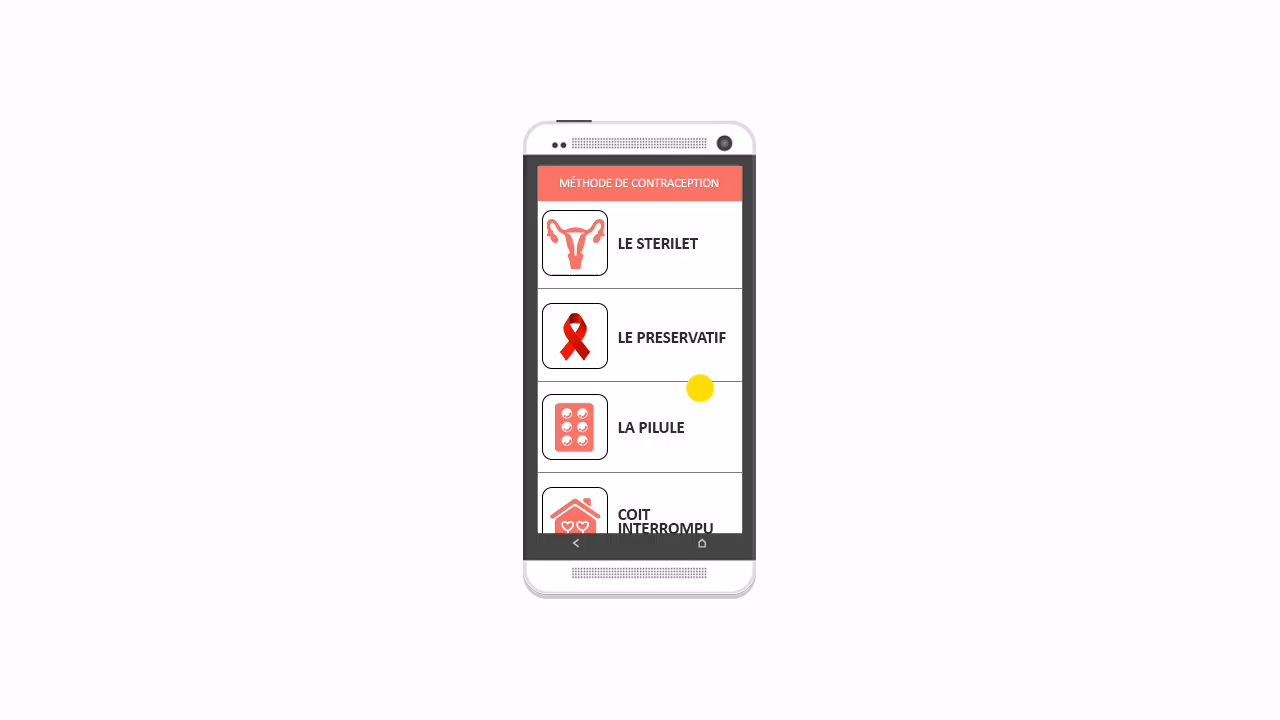 MÉTHODE DE CONTRACEPTION
LE STERILET
LE PRESERVATIF
LA PILULE
COIT
INTERROMPU